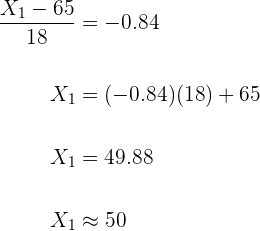 (X₁ − 65)/18 = −0.84
X₁ = (−0.84)(18) + 65
X₁ = 49.88
X₁ ≈ 50